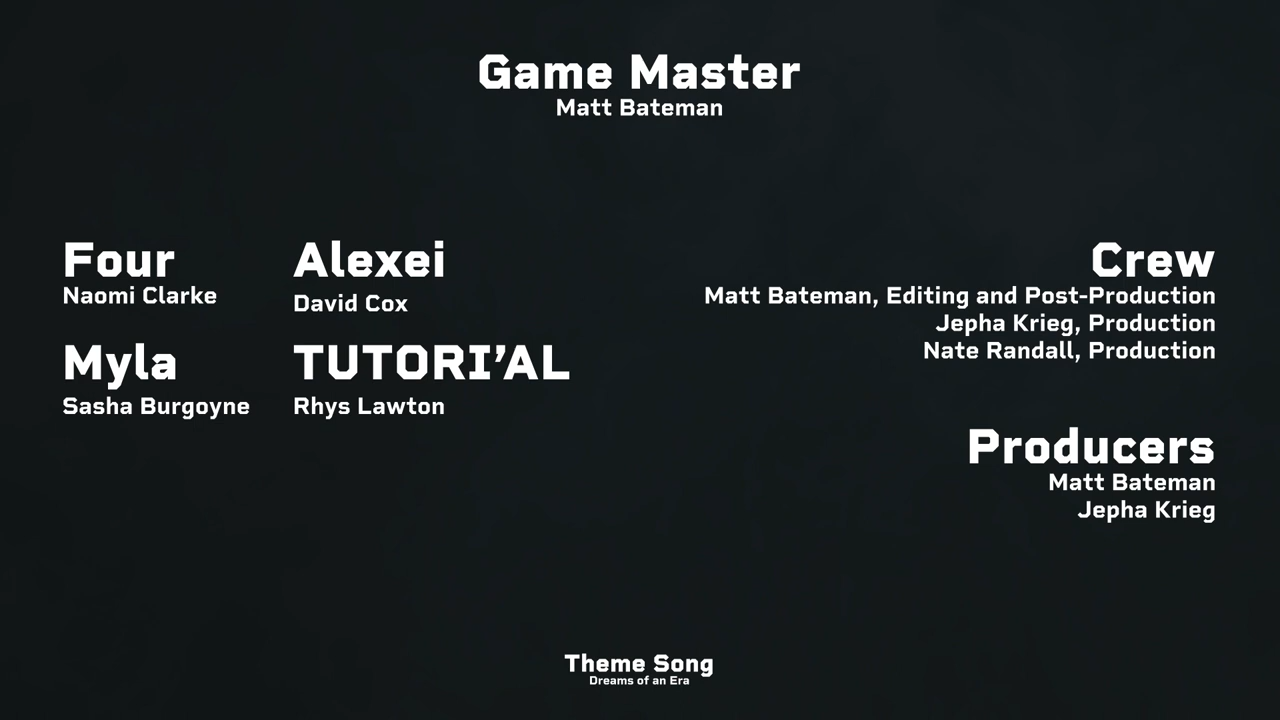 Game Master
Matt Bateman
Four
Naomi Clarke
Alexei
David Cox
Myla
Sasha Burgoyne
TUTORI’AL
Rhys Lawton
Crew
Matt Bateman, Editing and Post-Production
Jepha Krieg, Production
Nate Randall, Production
Producers
Matt Bateman
Jepha Krieg
Theme Song
Dreams of an Era